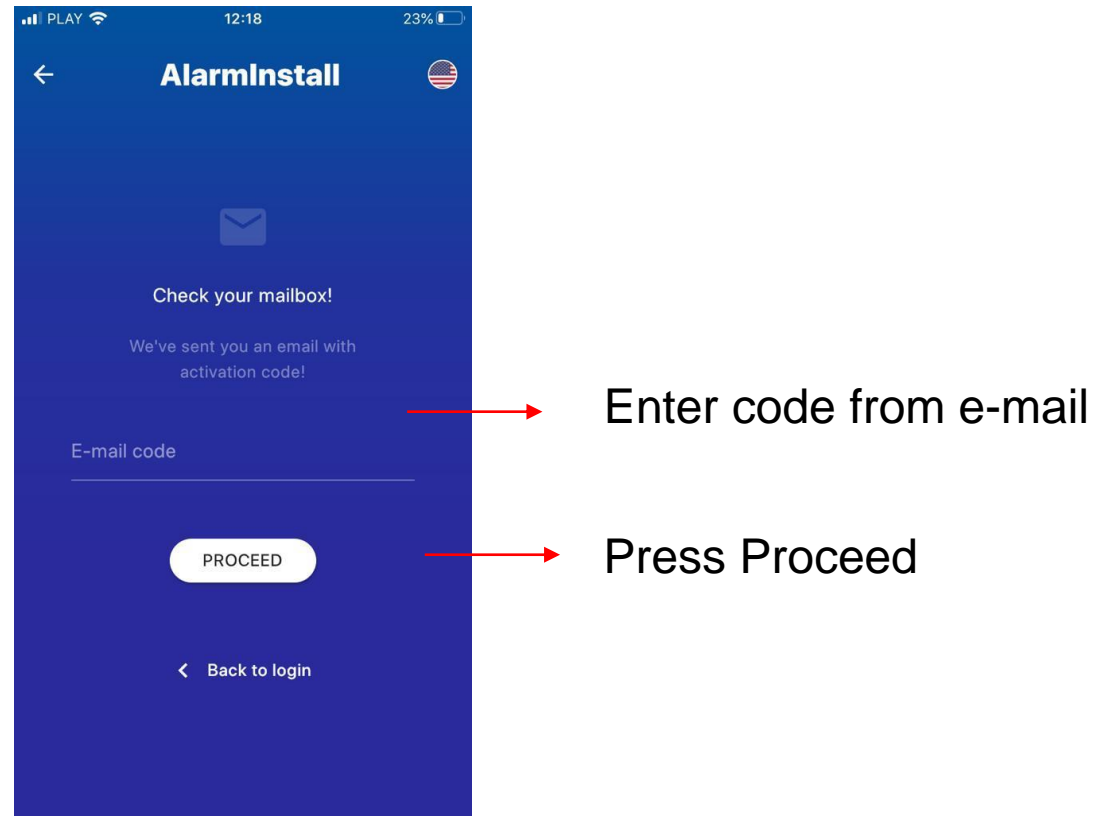 PLAY 12:18 23%
AlarmInstall
Check your mailbox!
We've sent you an email with
activation code!
Enter code from e-mail
E-mail code
PROCEED
Press Proceed
Back to login